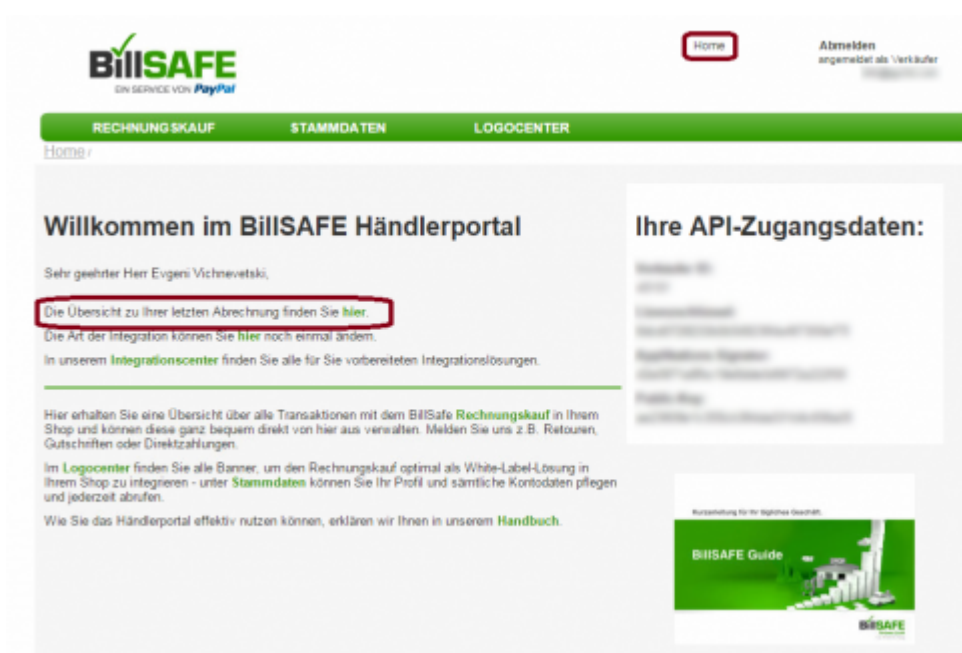 BillSAFE
EIN SERVICE VON PayPal
Home
Abmelden
angemeldet als Verkäufer
RECHNUNGSKAUF STAMMDATEN LOGOCENTER
Home /
Willkommen im BillSAFE Händlerportal
Sehr geehrter Herr Evgeni Vichnevetski,
Die Übersicht zu Ihrer letzten Abrechnung finden Sie hier.
Die Art der Integration können Sie hier noch einmal ändern.
In unserem Integrationscenter finden Sie alle für Sie vorbereiteten Integrationslösungen.
Hier erhalten Sie eine Übersicht über alle Transaktionen mit dem BillSafe Rechnungskauf in Ihrem
Shop und können diese ganz bequem direkt von hier aus verwalten. Melden Sie uns z.B. Retouren,
Gutschriften oder Direktzahlungen.
Im Logocenter finden Sie alle Banner, um den Rechnungskauf optimal als White-Label-Lösung in
Ihrem Shop zu integrieren - unter Stammdaten können Sie Ihr Profil und sämtliche Kontodaten pflegen
und jederzeit abrufen.
Wie Sie das Händlerportal effektiv nutzen können, erklären wir Ihnen in unserem Handbuch.
Ihre API-Zugangsdaten:
Kurzanleitung für Ihr tägliches Geschäft.
BillSAFE Guide
BillSAFE